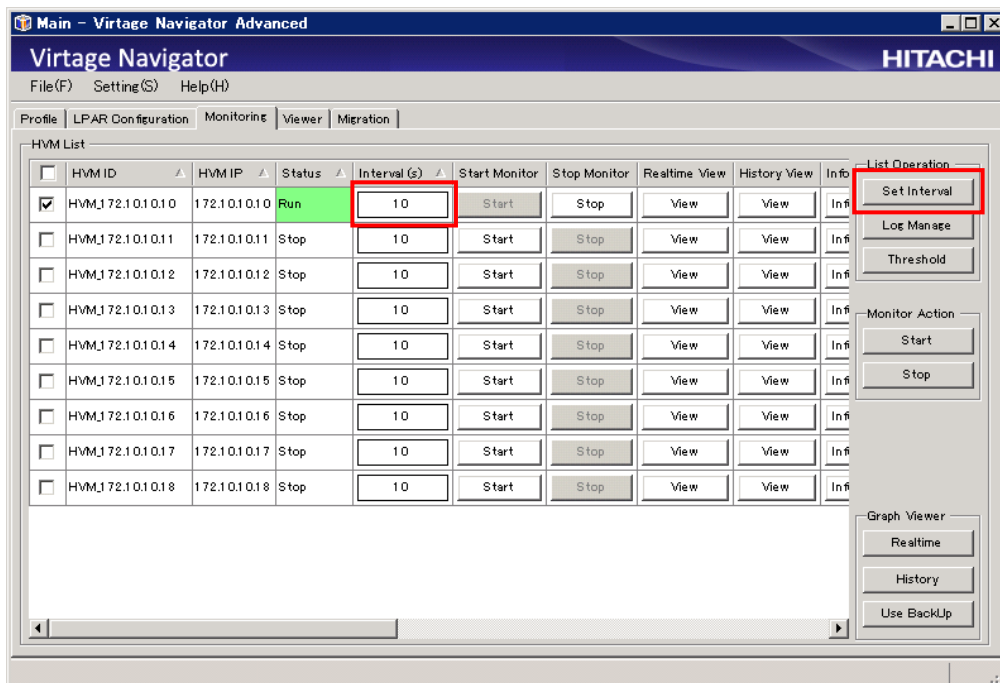 Main - Virtage Navigator Advanced
Virtage Navigator HITACHI
File(F) Setting(S) Help(H)
Profile LPAR Configuration Monitoring Viewer Migration
HVM List
HVM ID HVM IP Status Interval (s) Start Monitor Stop Monitor Realtime View History View Info
HVM_172.10.10.10 172.10.10.10 Run 10 Start Stop View View Inf
HVM_172.10.10.11 172.10.10.11 Stop 10 Start Stop View View Inf
HVM_172.10.10.12 172.10.10.12 Stop 10 Start Stop View View Inf
HVM_172.10.10.13 172.10.10.13 Stop 10 Start Stop View View Inf
HVM_172.10.10.14 172.10.10.14 Stop 10 Start Stop View View Inf
HVM_172.10.10.15 172.10.10.15 Stop 10 Start Stop View View Inf
HVM_172.10.10.16 172.10.10.16 Stop 10 Start Stop View View Inf
HVM_172.10.10.17 172.10.10.17 Stop 10 Start Stop View View Inf
HVM_172.10.10.18 172.10.10.18 Stop 10 Start Stop View View Inf
List Operation
Set Interval
Log Manage
Threshold
Monitor Action
Start
Stop
Graph Viewer
Realtime
History
Use BackUp